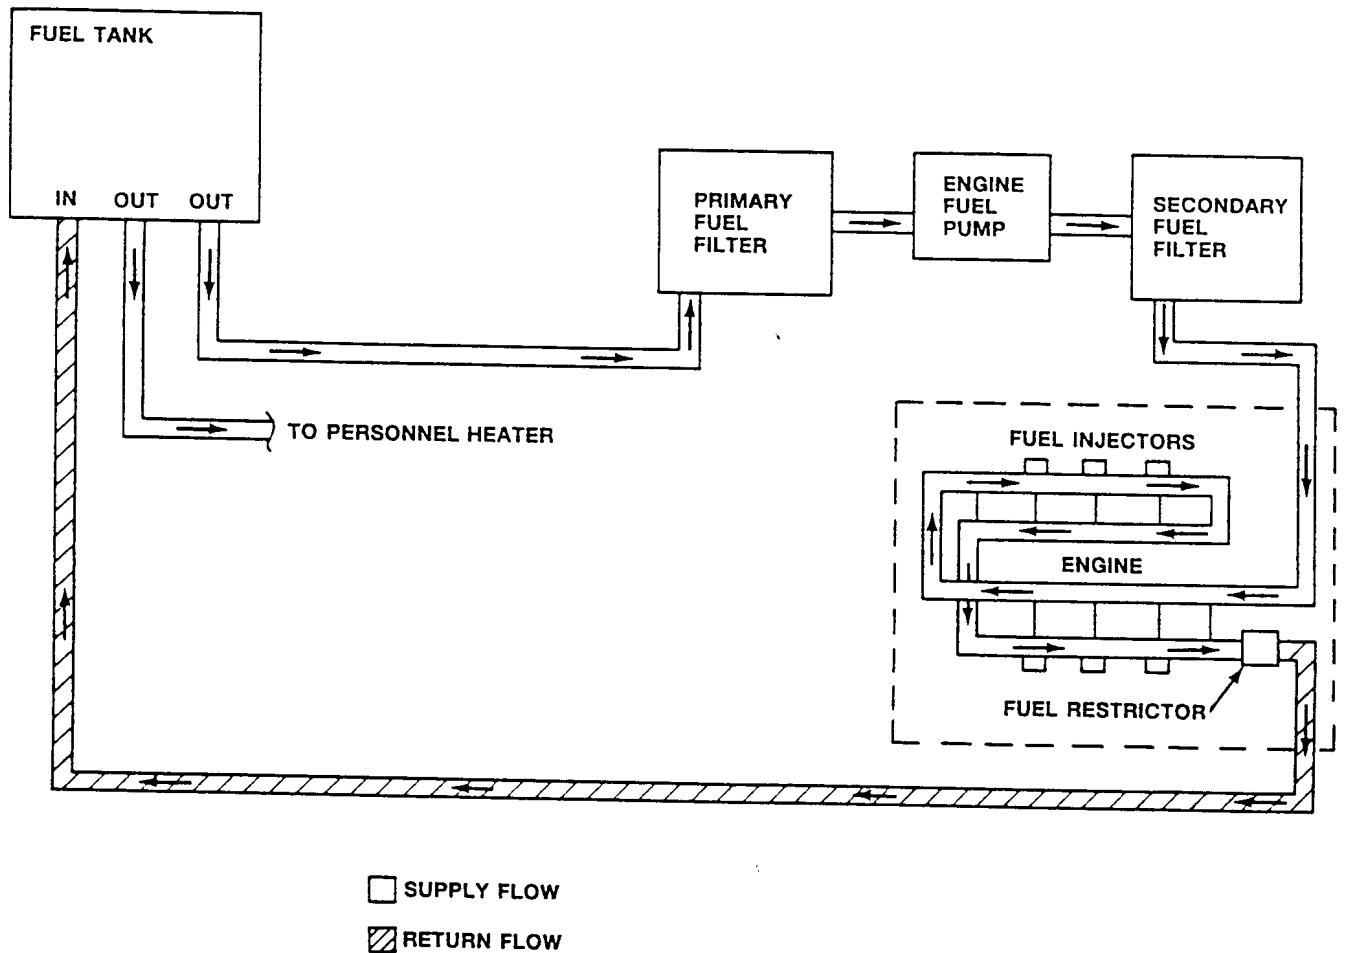 FUEL TANK
IN OUT OUT
PRIMARY
FUEL
FILTER
ENGINE
FUEL
PUMP
SECONDARY
FUEL
FILTER
TO PERSONNEL HEATER
FUEL INJECTORS
ENGINE
FUEL RESTRICTOR
SUPPLY FLOW
RETURN FLOW